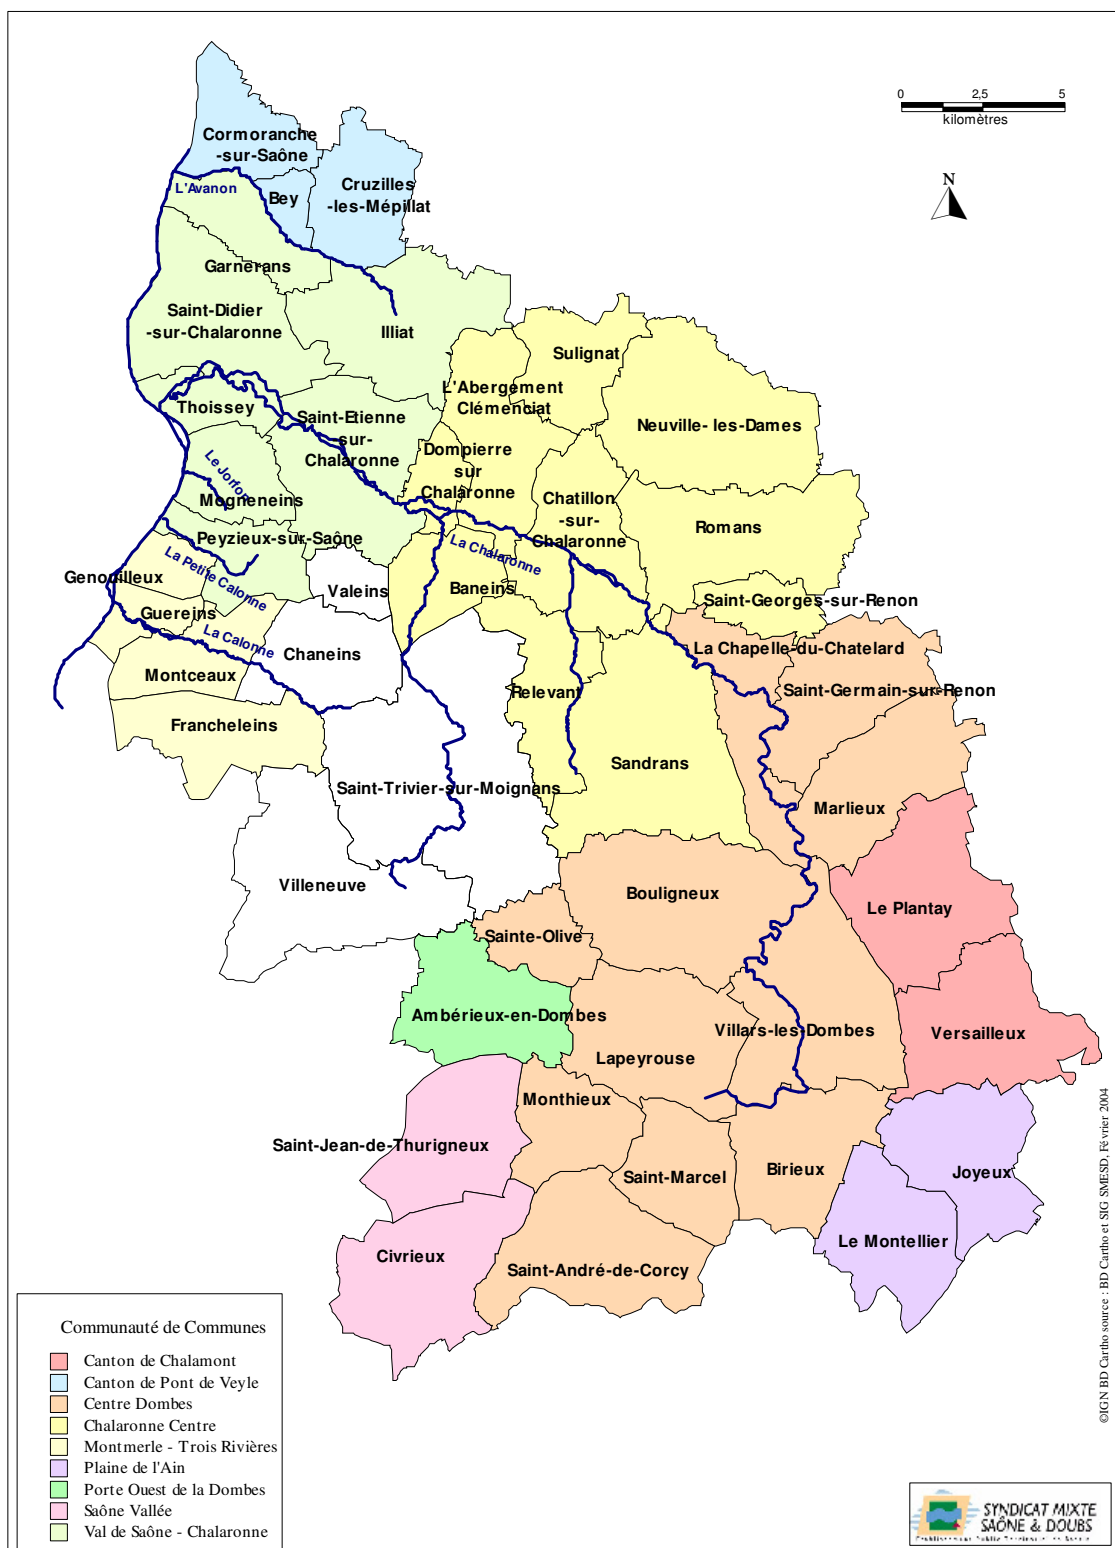 0 2,5 5
kilomètres
N
Cormoranche
-sur-Saône
L'Avanon
Bey
Cruzilles
-les-Mépillat
Garnerans
Saint-Didier
-sur-Chalaronne
Illiat
Sulignat
L'Abergement
Clémenciat
Thoissey
Saint-Etienne
sur-
Chalaronne
Neuville- les-Dames
Dompierre
sur
Chalaronne
Le Jorfon
Mogneneins
Chatillon
-sur-
Chalaronne
Romans
Peyzieux-sur-Saône
La Chalaronne
La Petite Calonne
Genouilleux
Valeins
Baneins
Saint-Georges-sur-Renon
Guereins
La Calonne
Chaneins
La Chapelle-du-Chatelard
Montceaux
Relevant
Saint-Germain-sur-Renon
Francheleins
Sandrans
Saint-Trivier-sur-Moignans
Marlieux
Villeneuve
Bouligneux
Le Plantay
Sainte-Olive
Ambérieux-en-Dombes
Villars-les-Dombes
Versailleux
Lapeyrouse
Monthieux
Saint-Jean-de-Thurigneux
Saint-Marcel
Birieux
Joyeux
Le Montellier
Civrieux
Saint-André-de-Corcy
©IGN BD Cartho source : BD Cartho et SIG SMESD, Février 2004
Communauté de Communes
Canton de Chalamont
Canton de Pont de Veyle
Centre Dombes
Chalaronne Centre
Montmerle - Trois Rivières
Plaine de l'Ain
Porte Ouest de la Dombes
Saône Vallée
Val de Saône - Chalaronne
SYNDICAT MIXTE
SAÔNE & DOUBS